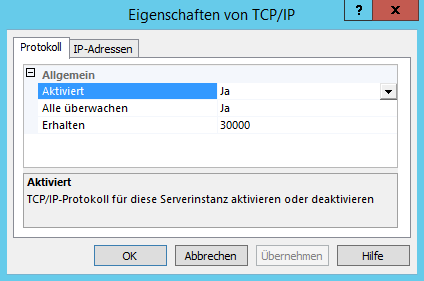 Eigenschaften von TCP/IP
? x
Protokoll IP-Adressen
Allgemein
Aktiviert Ja
Alle überwachen Ja
Erhalten 30000
Aktiviert
TCP/IP-Protokoll für diese Serverinstanz aktivieren oder deaktivieren
OK Abbrechen Übernehmen Hilfe